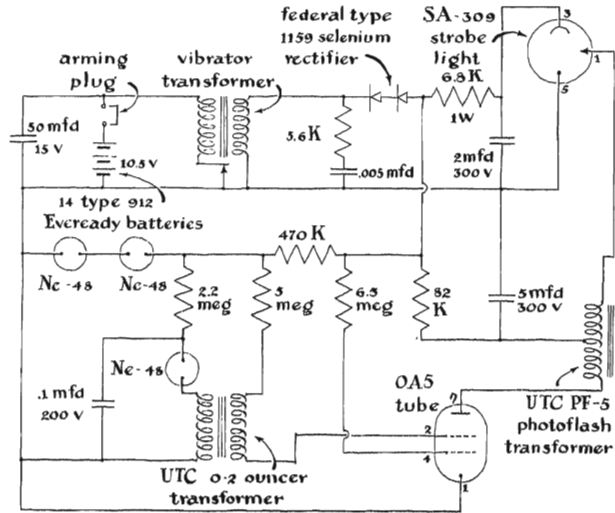 federal type
1159 selenium
rectifier
SA-309
strobe
light
3
1
5
arming
plug
vibrator
transformer
6.8K
1W
50 mfd
15 V
10.5 V
5.6K
.005 mfd
2mfd
300 V
14 type 912
Eveready batteries
470 K
Ne-48
Ne-48
2.2
meg
5
meg
6.5
meg
82
K
5mfd
300 V
Ne-48
.1 mfd
200 V
OA5
tube
7
2
4
1
UTC 0-2 ouncer
transformer
UTC PF-5
photoflash
transformer